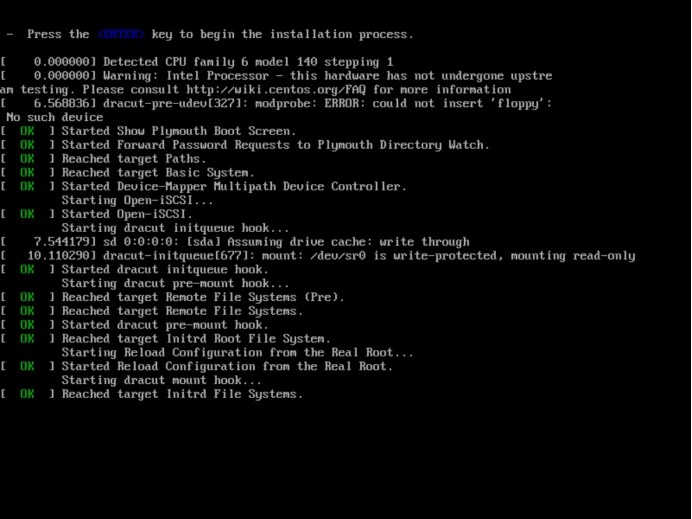 -  Press the <ENTER> key to begin the installation process.
[    0.000000] Detected CPU family 6 model 140 stepping 1
[    0.000000] Warning: Intel Processor - this hardware has not undergone upstre
am testing. Please consult http://wiki.centos.org/FAQ for more information
[    6.568836] dracut-pre-udev[327]: modprobe: ERROR: could not insert 'floppy':
No such device
[  OK  ] Started Show Plymouth Boot Screen.
[  OK  ] Started Forward Password Requests to Plymouth Directory Watch.
[  OK  ] Reached target Paths.
[  OK  ] Reached target Basic System.
[  OK  ] Started Device-Mapper Multipath Device Controller.
         Starting Open-iSCSI...
[  OK  ] Started Open-iSCSI.
         Starting dracut initqueue hook...
[    7.544179] sd 0:0:0:0: [sda] Assuming drive cache: write through
[   10.110290] dracut-initqueue[677]: mount: /dev/sr0 is write-protected, mounting read-only
[  OK  ] Started dracut initqueue hook.
         Starting dracut pre-mount hook...
[  OK  ] Reached target Remote File Systems (Pre).
[  OK  ] Reached target Remote File Systems.
[  OK  ] Started dracut pre-mount hook.
[  OK  ] Reached target Initrd Root File System.
         Starting Reload Configuration from the Real Root...
[  OK  ] Started Reload Configuration from the Real Root.
         Starting dracut mount hook...
[  OK  ] Reached target Initrd File Systems.